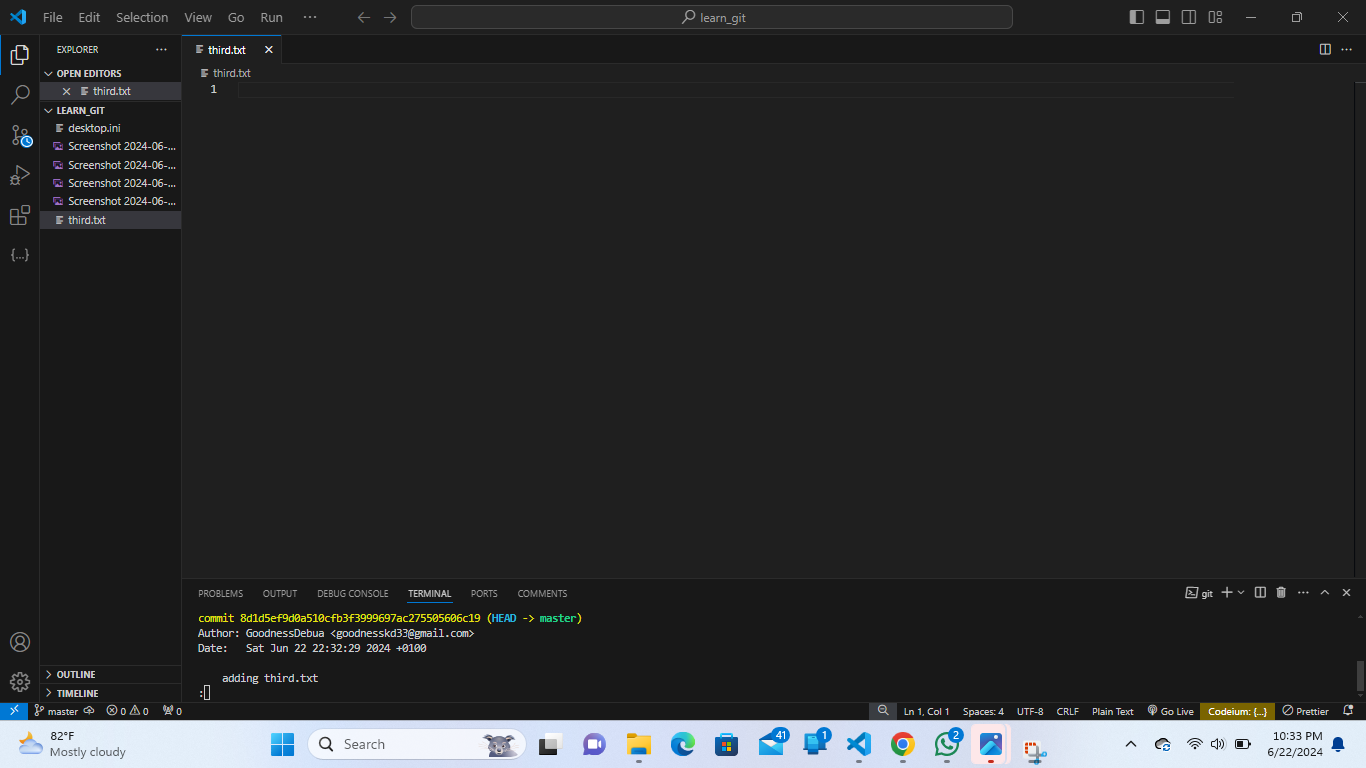 File Edit Selection View Go Run ··· learn_git
EXPLORER ···
OPEN EDITORS
third.txt
LEARN_GIT
desktop.ini
Screenshot 2024-06-...
Screenshot 2024-06-...
Screenshot 2024-06-...
Screenshot 2024-06-...
third.txt
OUTLINE
TIMELINE
third.txt
third.txt
1
PROBLEMS OUTPUT DEBUG CONSOLE TERMINAL PORTS COMMENTS git
commit 8d1d5ef9d0a510cfb3f3999697ac275505606c19 (HEAD -> master)
Author: GoodnessDebua <goodnesskd33@gmail.com>
Date: Sat Jun 22 22:32:29 2024 +0100
adding third.txt
:
master 0 0 0 Ln 1, Col 1 Spaces: 4 UTF-8 CRLF Plain Text Go Live Codeium: {...} Prettier
82°F
Mostly cloudy
Search
41
1
2
10:33 PM
6/22/2024